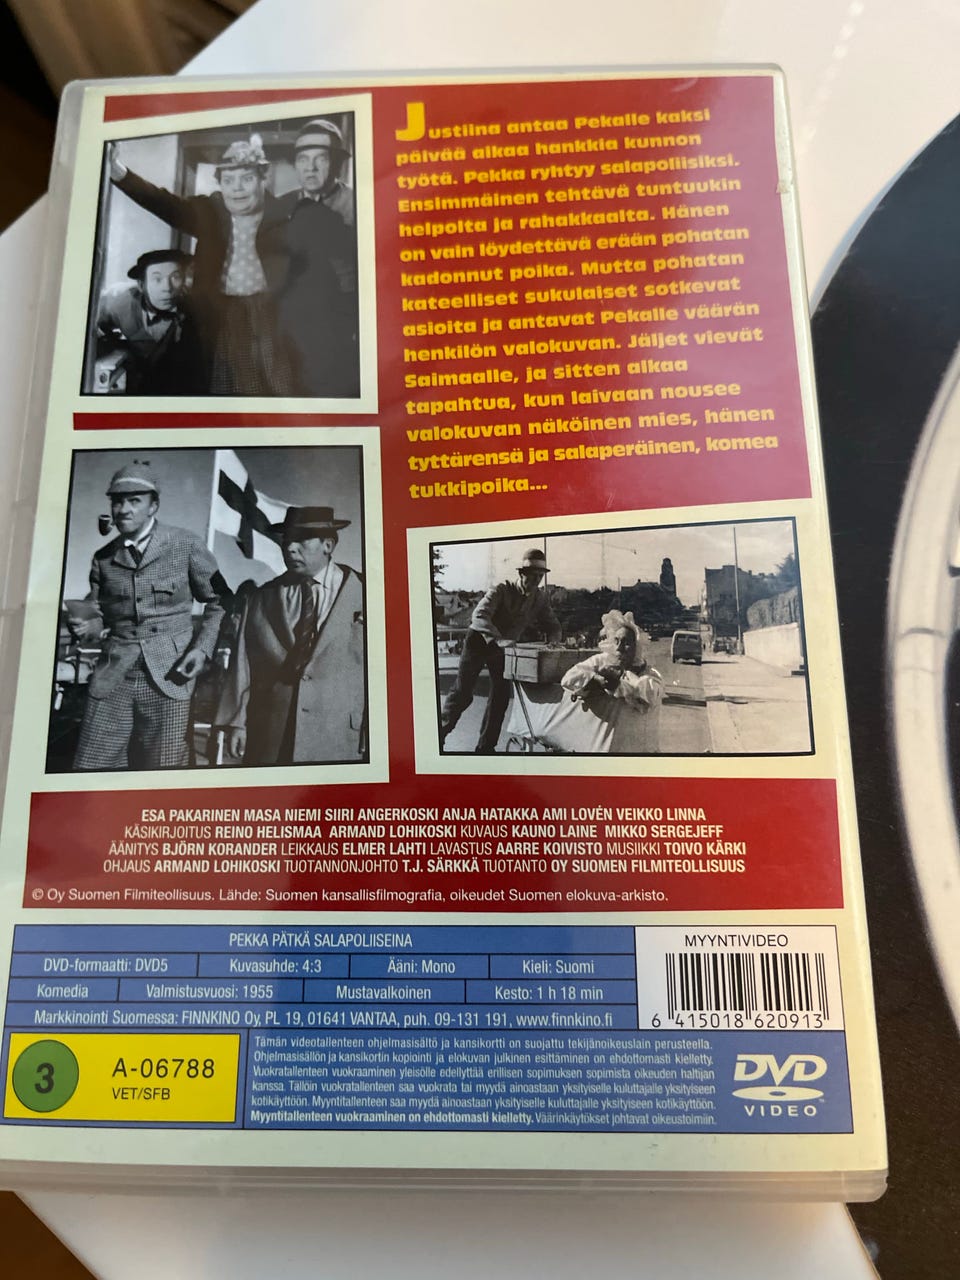 Justiina antaa Pekalle kaksi
päivää aikaa hankkia kunnon
työtä. Pekka ryhtyy salapoliisiksi.
Ensimmäinen tehtävä tuntuukin
helpolta ja rahakkaalta. Hänen
on vain löydettävä erään pohatan
kadonnut poika. Mutta pohatan
kateelliset sukulaiset sotkevat
asioita ja antavat Pekalle väärän
henkilön valokuvan. Jäljet vievät
Saimaalle, ja sitten alkaa
tapahtua, kun laivaan nousee
valokuvan näköinen mies, hänen
tyttärensä ja salaperäinen, komea
tukkipoika...
ESA PAKARINEN MASA NIEMI SIIRI ANGERKOSKI ANJA HATAKKA AMI LOVÉN VEIKKO LINNA
KÄSIKIRJOITUS REINO HELISMAA ARMAND LOHIKOSKI KUVAUS KAUNO LAINE MIKKO SERGEJEFF
ÄÄNITYS BJÖRN KORANDER LEIKKAUS ELMER LAHTI LAVASTUS AARRE KOIVISTO MUSIIKKI TOIVO KÄRKI
OHJAUS ARMAND LOHIKOSKI TUOTANNONJOHTO T.J. SÄRKKÄ TUOTANTO OY SUOMEN FILMITEOLLISUUS
© Oy Suomen Filmiteollisuus. Lähde: Suomen kansallisfilmografia, oikeudet Suomen elokuva-arkisto.
PEKKA PÄTKÄ SALAPOLIISEINA
DVD-formaatti: DVD5 Kuvasuhde: 4:3 Ääni: Mono Kieli: Suomi
Komedia Valmistusvuosi: 1955 Mustavalkoinen Kesto: 1 h 18 min
Markkinointi Suomessa: FINNKINO Oy, PL 19, 01641 VANTAA, puh. 09-131 191, www.finnkino.fi
MYYNTIVIDEO
6 415018 620913
3
A-06788
VET/SFB
Tämän videotallenteen ohjelmasisältö ja kansikortti on suojattu tekijänoikeuslain perusteella.
Ohjelmasisällön ja kansikortin kopiointi ja elokuvan julkinen esittäminen on ehdottomasti kielletty.
Vuokratallenteen vuokraaminen yleisölle edellyttää erillisen sopimuksen sopimista oikeuden haltijan
kanssa. Tällöin vuokratallenteen saa vuokrata tai myydä ainoastaan yksityiselle kuluttajalle yksityiseen
kotikäyttöön. Myyntitallenteen saa myydä ainoastaan yksityiselle kuluttajalle yksityiseen kotikäyttöön.
Myyntitallenteen vuokraaminen on ehdottomasti kielletty. Väärinkäytökset johtavat oikeustoimiin.
DVD
VIDEO